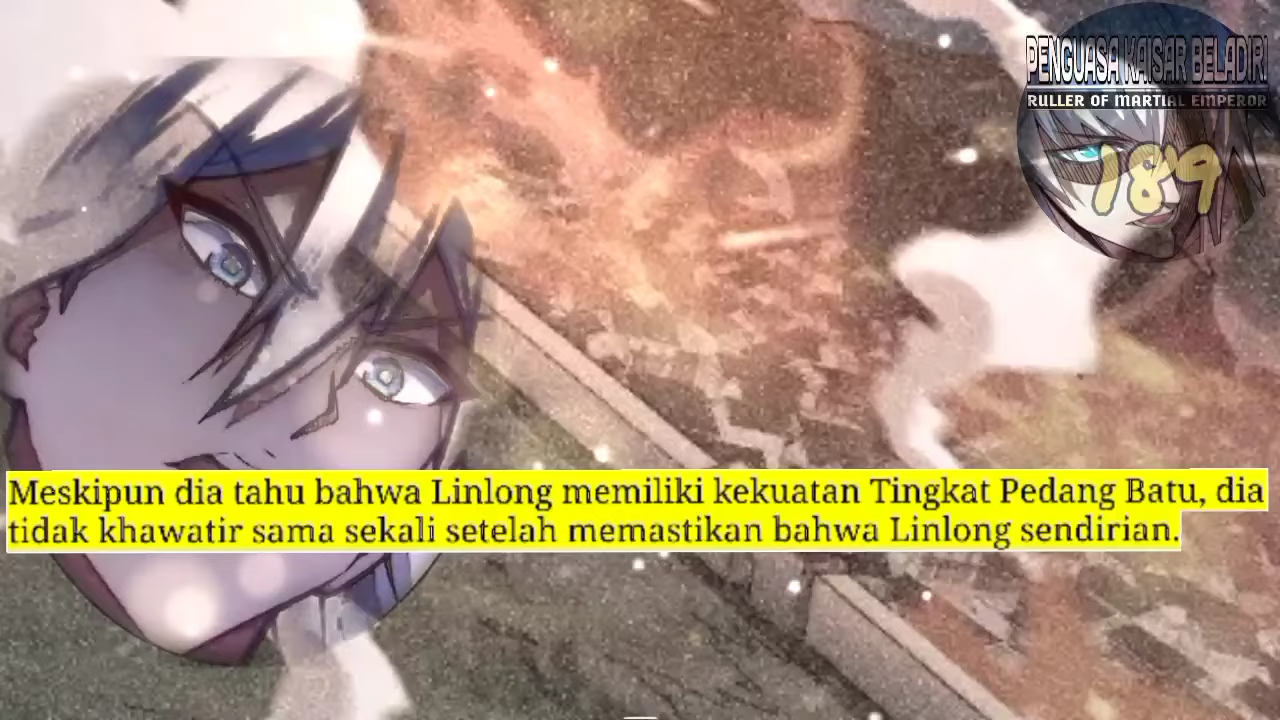 PENGUASA KAISAR BELADIRI
RULLER OF MARTIAL EMPEROR
189
Meskipun dia tahu bahwa Linlong memiliki kekuatan Tingkat Pedang Batu, dia
tidak khawatir sama sekali setelah memastikan bahwa Linlong sendirian.